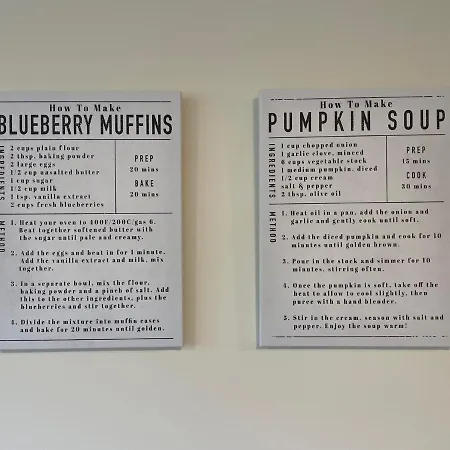 How To Make
BLUEBERRY MUFFINS
INGREDIENTS
2 cups plain flour
2 tbsp. baking powder
2 large eggs
1/2 cup unsalted butter
1 cup sugar
1/2 cup milk
1 tsp. vanilla extract
2 cups fresh blueberries
PREP
20 mins
BAKE
20 mins
METHOD
1. Heat your oven to 400F/200C/gas 6.
Beat together softened butter with
the sugar until pale and creamy.
2. Add the eggs and beat in for 1 minute.
Add the vanilla extract and milk, mix
together.
3. In a separate bowl, mix the flour,
baking powder and a pinch of salt. Add
this to the other ingredients, plus the
blueberries and stir together.
4. Divide the mixture into muffin cases
and bake for 20 minutes until golden.
How To Make
PUMPKIN SOUP
INGREDIENTS
1 cup chopped onion
1 garlic clove, minced
6 cups vegetable stock
1 medium pumpkin, diced
1/2 cup cream
salt & pepper
2 tbsp. olive oil
PREP
15 mins
COOK
30 mins
METHOD
1. Heat oil in a pan, add the onion and
garlic and gently cook until soft.
2. Add the diced pumpkin and cook for 10
minutes until golden brown.
3. Pour in the stock and simmer for 10
minutes, stirring often.
4. Once the pumpkin is soft, take off the
heat to allow to cool slightly, then
puree with a hand blender.
5. Stir in the cream, season with salt and
pepper. Enjoy the soup warm!